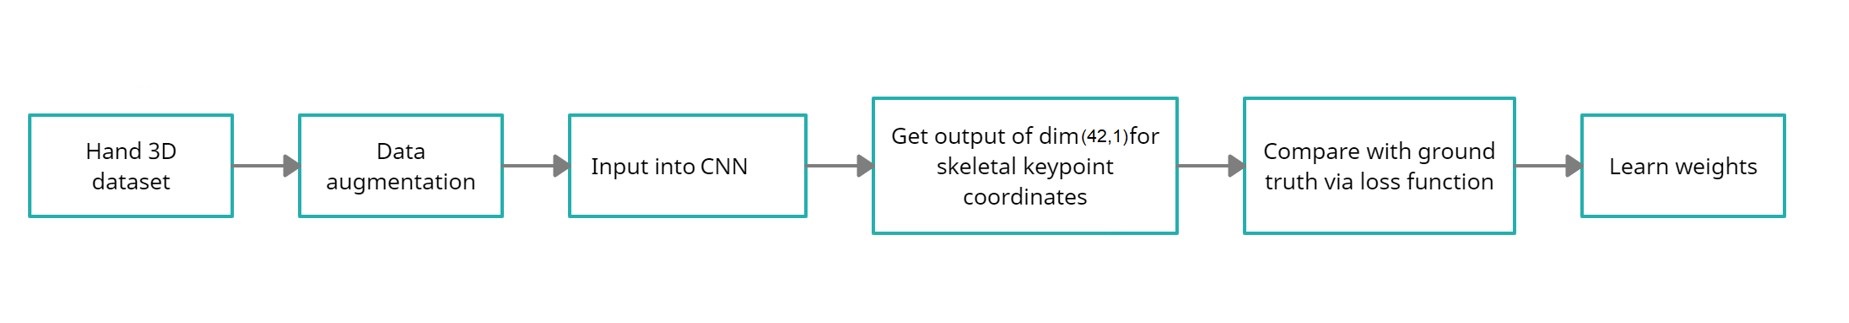 Hand 3D
dataset
Data
augmentation
Input into CNN
Get output of dim(42,1)for
skeletal keypoint
coordinates
Compare with ground
truth via loss function
Learn weights